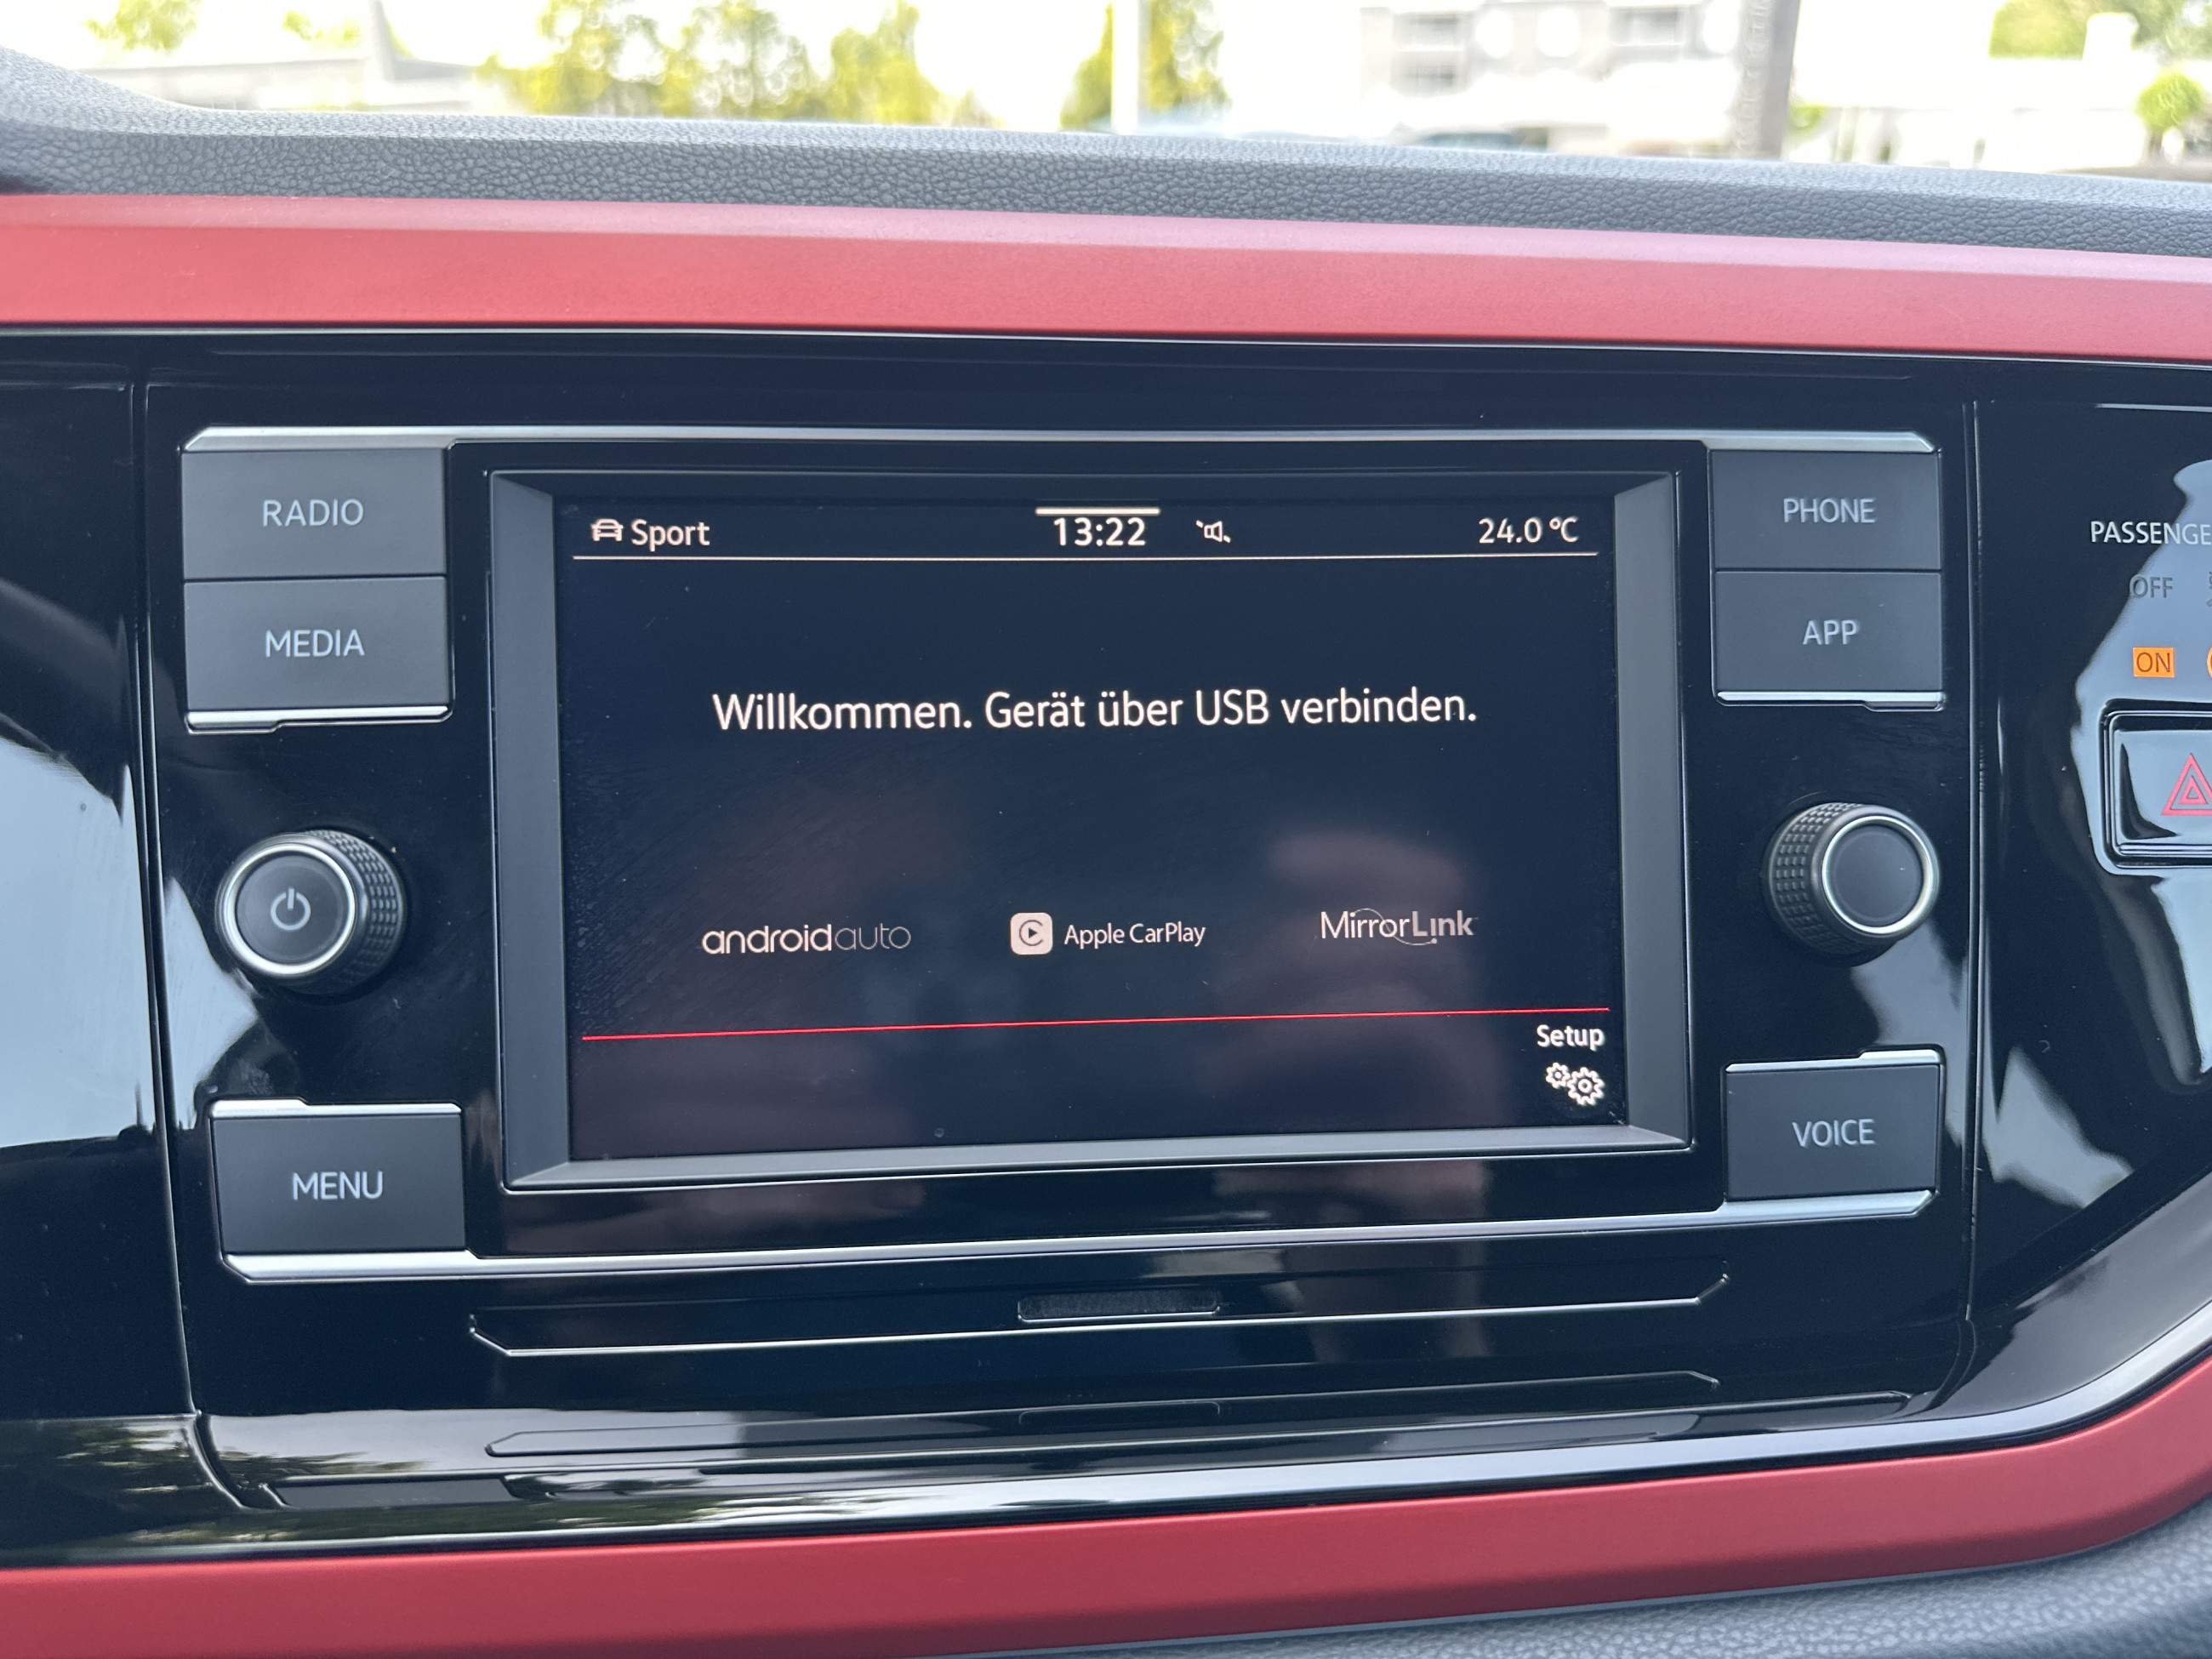 RADIO
MEDIA
MENU
Sport 13:22 24.0 °C
Willkommen. Gerät über USB verbinden.
androidauto Apple CarPlay MirrorLink
Setup
PHONE
APP
VOICE
PASSENGE
OFF
ON